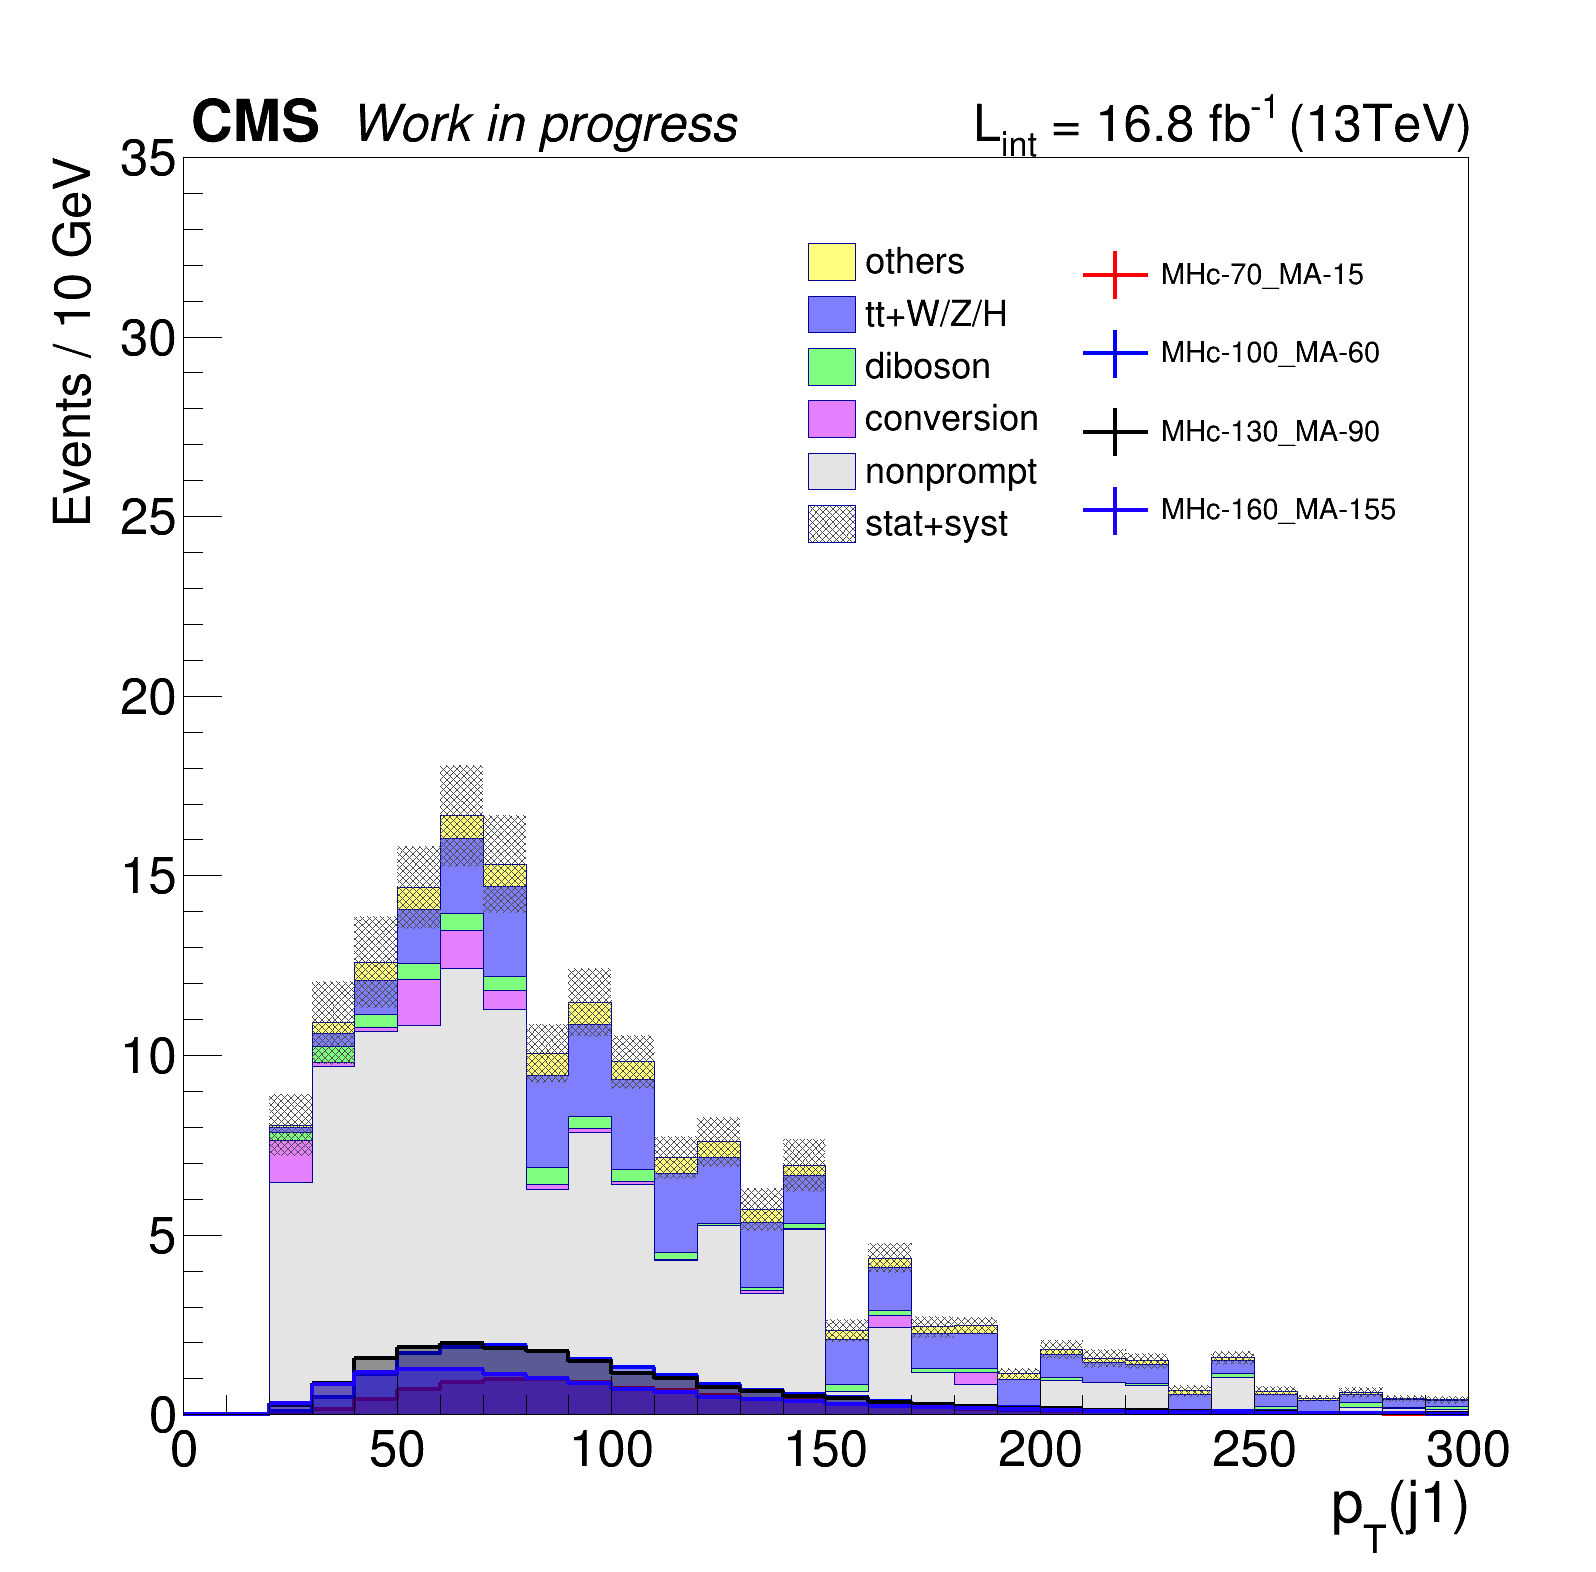 CMS Work in progress L_int = 16.8 fb^-1 (13TeV)
Events / 10 GeV
35
30
25
20
15
10
5
0
others
tt+W/Z/H
diboson
conversion
nonprompt
stat+syst
MHc-70_MA-15
MHc-100_MA-60
MHc-130_MA-90
MHc-160_MA-155
0 50 100 150 200 250 300
p_T(j1)